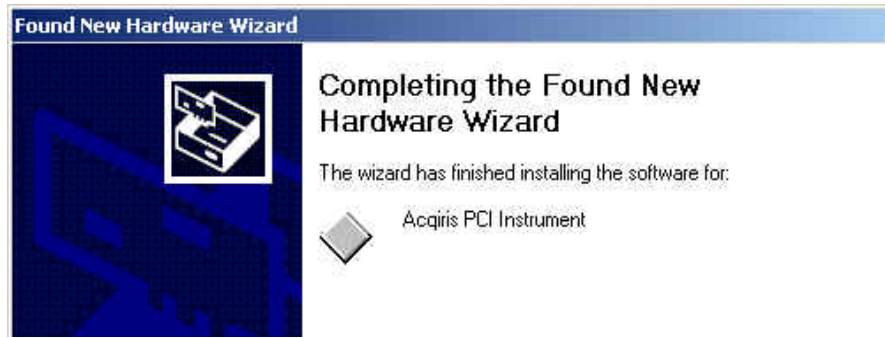 Found New Hardware Wizard
Completing the Found New
Hardware Wizard
The wizard has finished installing the software for:
Acqiris PCI Instrument